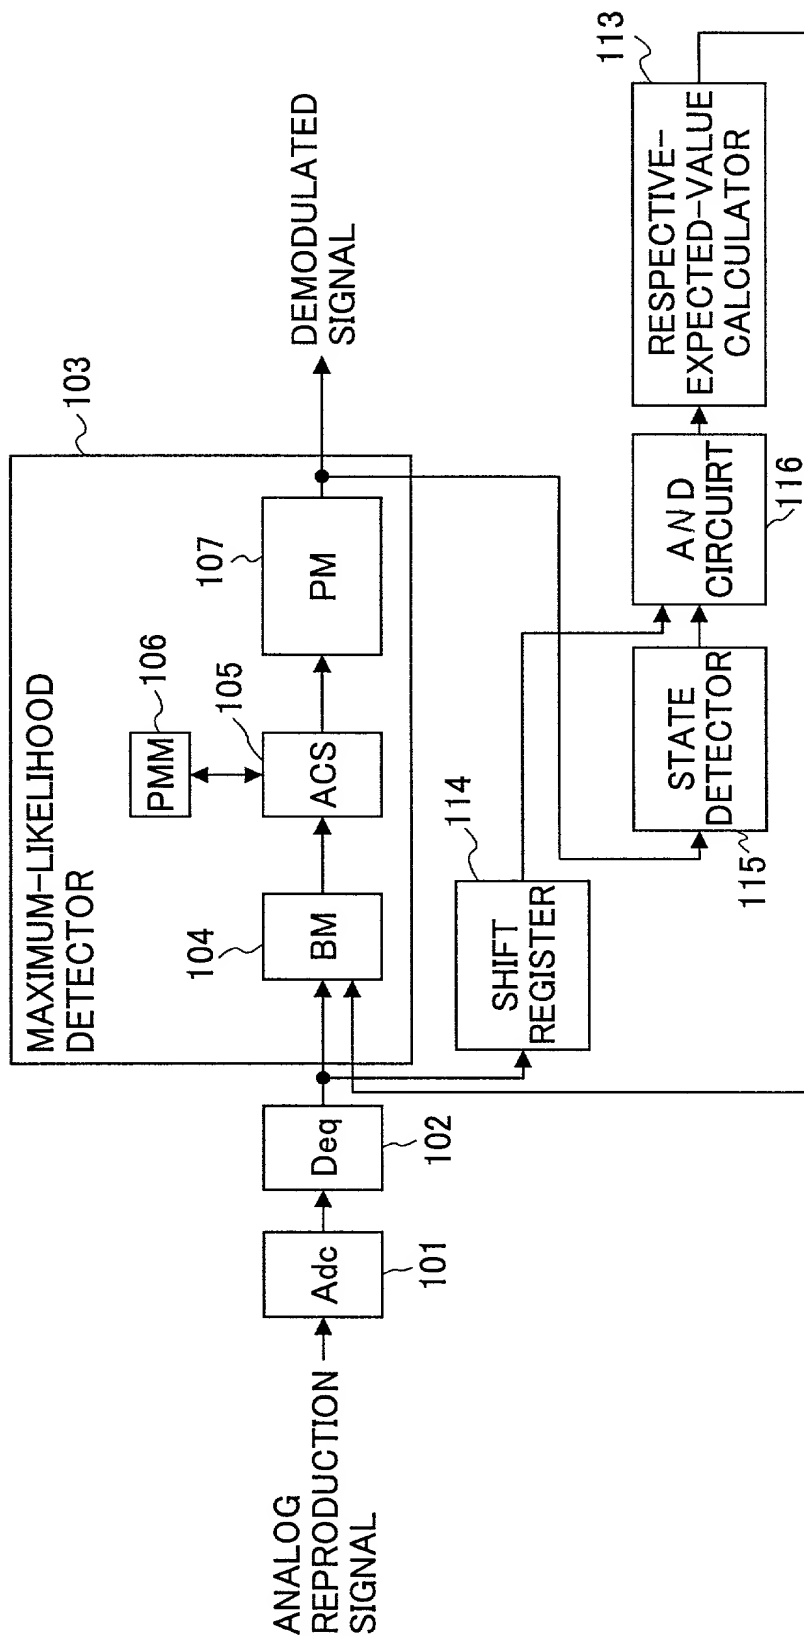 ANALOG
REPRODUCTION
SIGNAL
Adc
101
Deq
102
MAXIMUM-LIKELIHOOD
DETECTOR
103
BM
104
ACS
105
PMM
106
PM
107
DEMODULATED
SIGNAL
SHIFT
REGISTER
114
STATE
DETECTOR
115
AND
CIRCUIRT
116
RESPECTIVE-
EXPECTED-VALUE
CALCULATOR
113